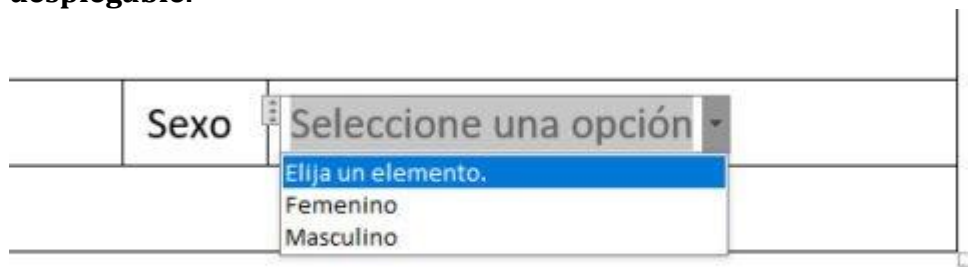 desplegable.
Sexo Seleccione una opción
Elija un elemento.
Femenino
Masculino